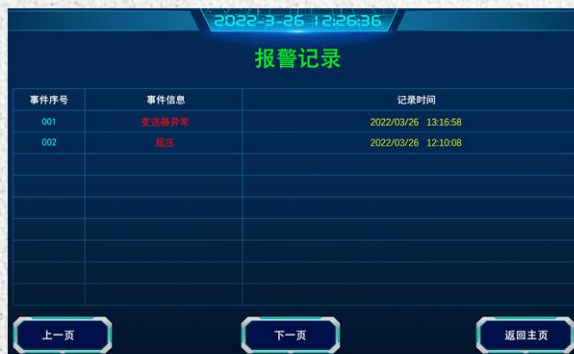 2022-3-26 12:26:36
报警记录
事件序号 事件信息 记录时间
001 变送器异常 2022/03/26 13:16:58
002 超压 2022/03/26 12:10:08
上一页 下一页 返回主页